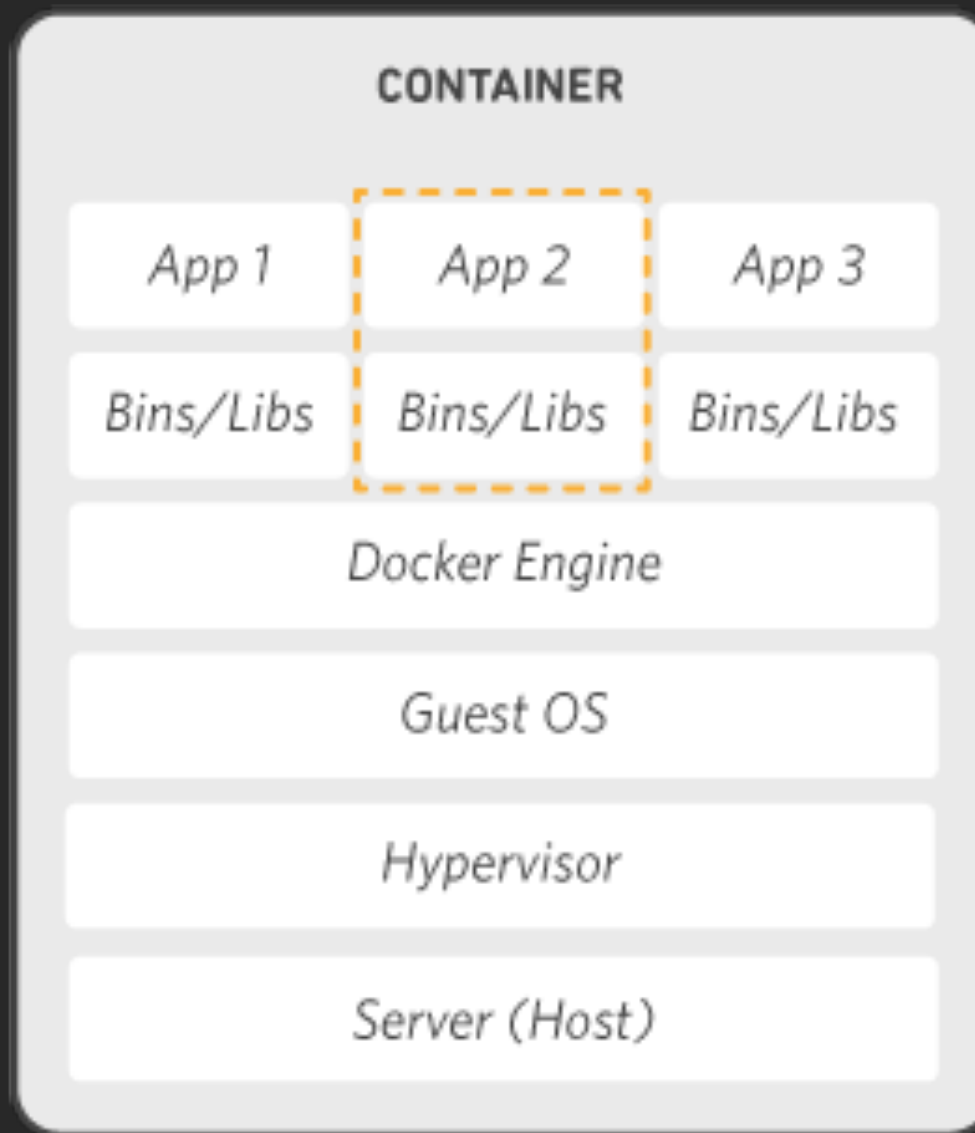 CONTAINER
App 1 App 2 App 3
Bins/Libs Bins/Libs Bins/Libs
Docker Engine
Guest OS
Hypervisor
Server (Host)